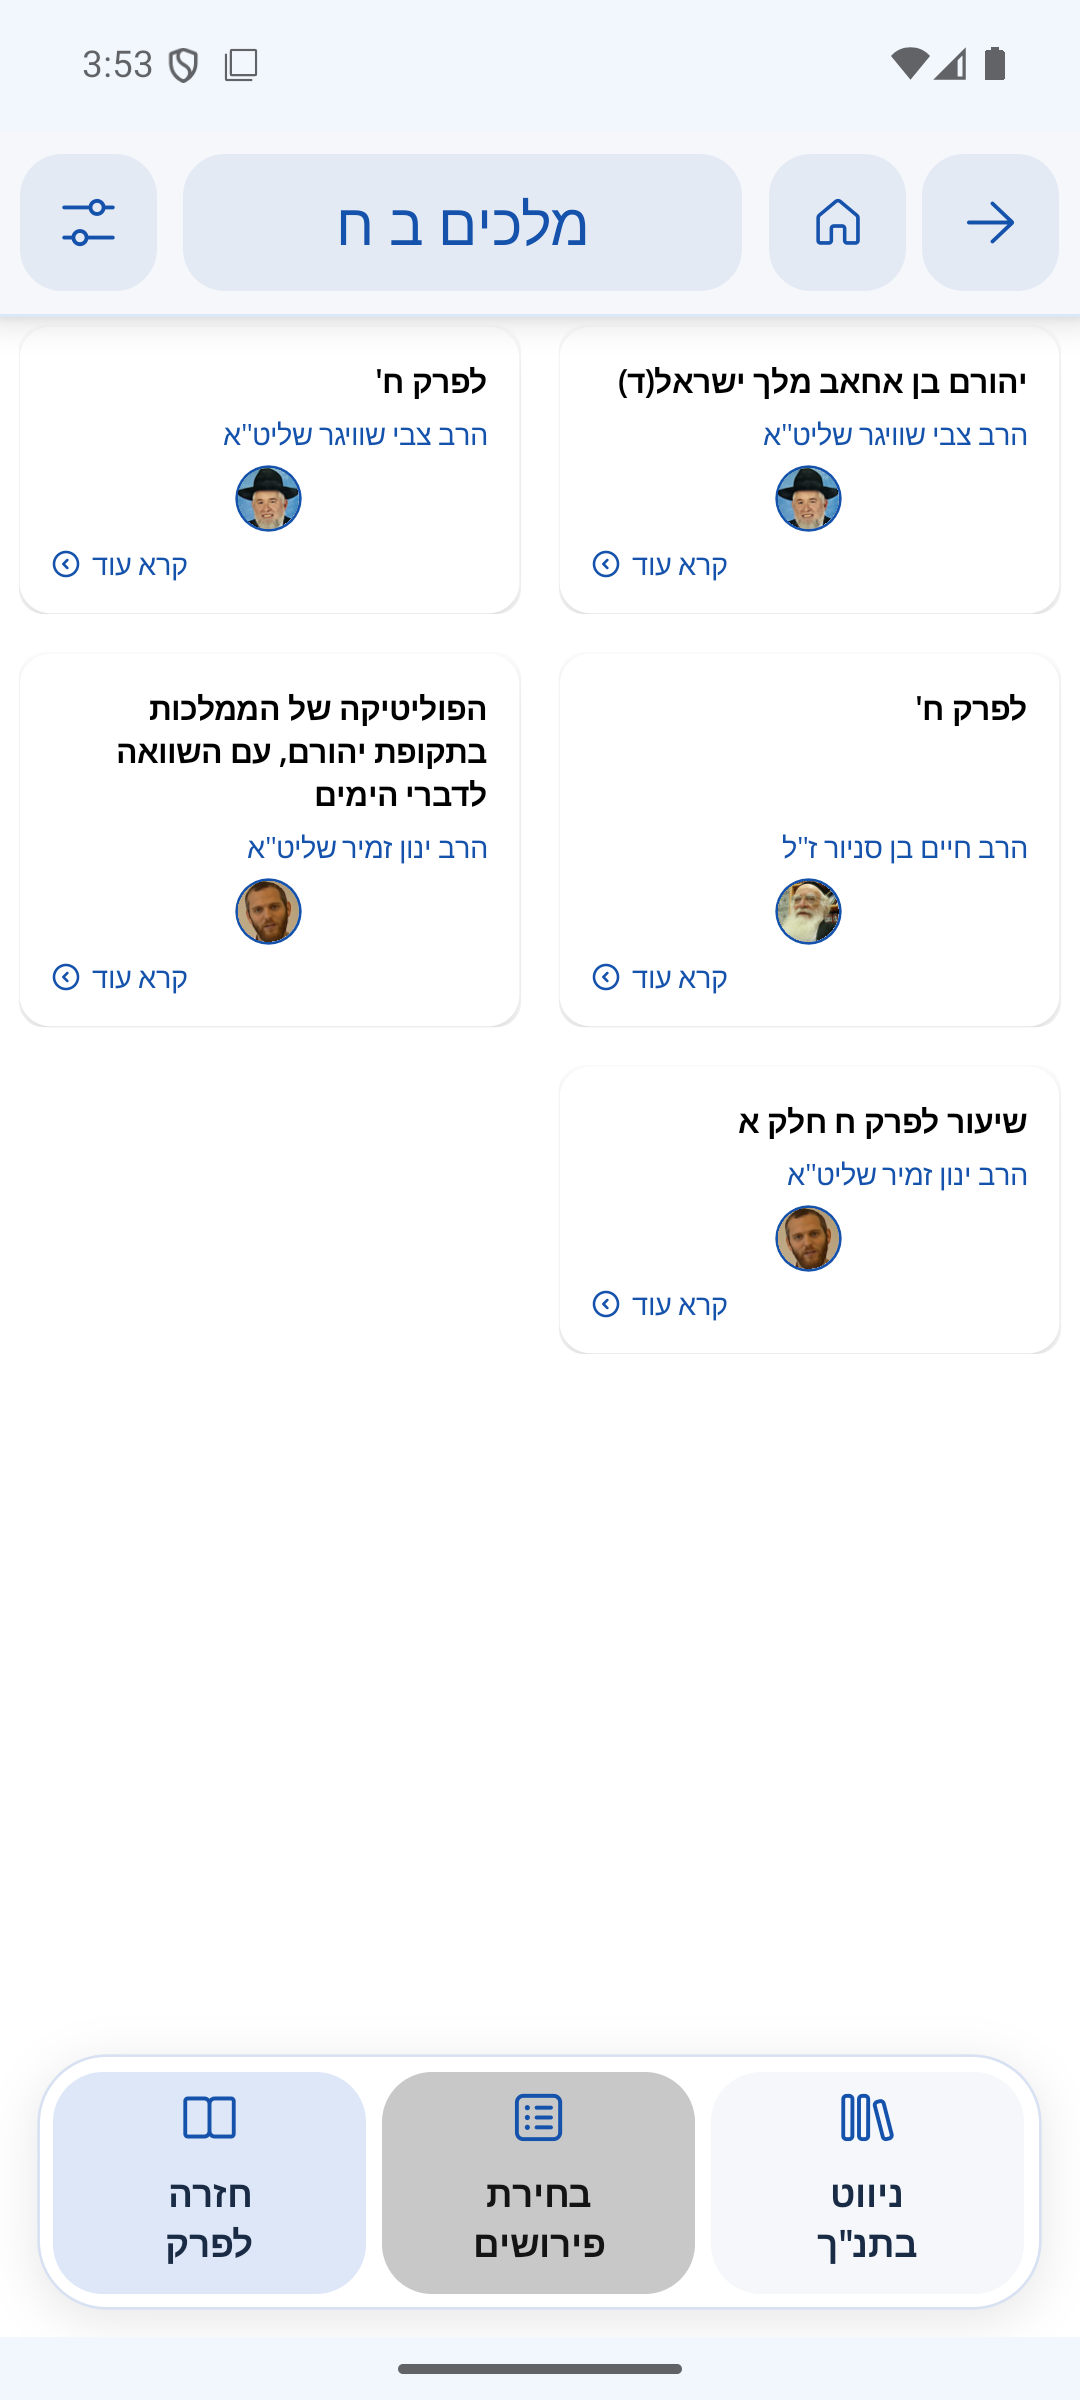 3:53
מלכים ב ח
יהורם בן אחאב מלך ישראל(ד)
הרב צבי שוויגר שליט"א
קרא עוד
לפרק ח'
הרב צבי שוויגר שליט"א
קרא עוד
לפרק ח'
הרב חיים בן סניור ז"ל
קרא עוד
הפוליטיקה של הממלכות
בתקופת יהורם, עם השוואה
לדברי הימים
הרב ינון זמיר שליט"א
קרא עוד
שיעור לפרק ח חלק א
הרב ינון זמיר שליט"א
קרא עוד
ניווט
בתנ"ך
בחירת
פירושים
חזרה
לפרק